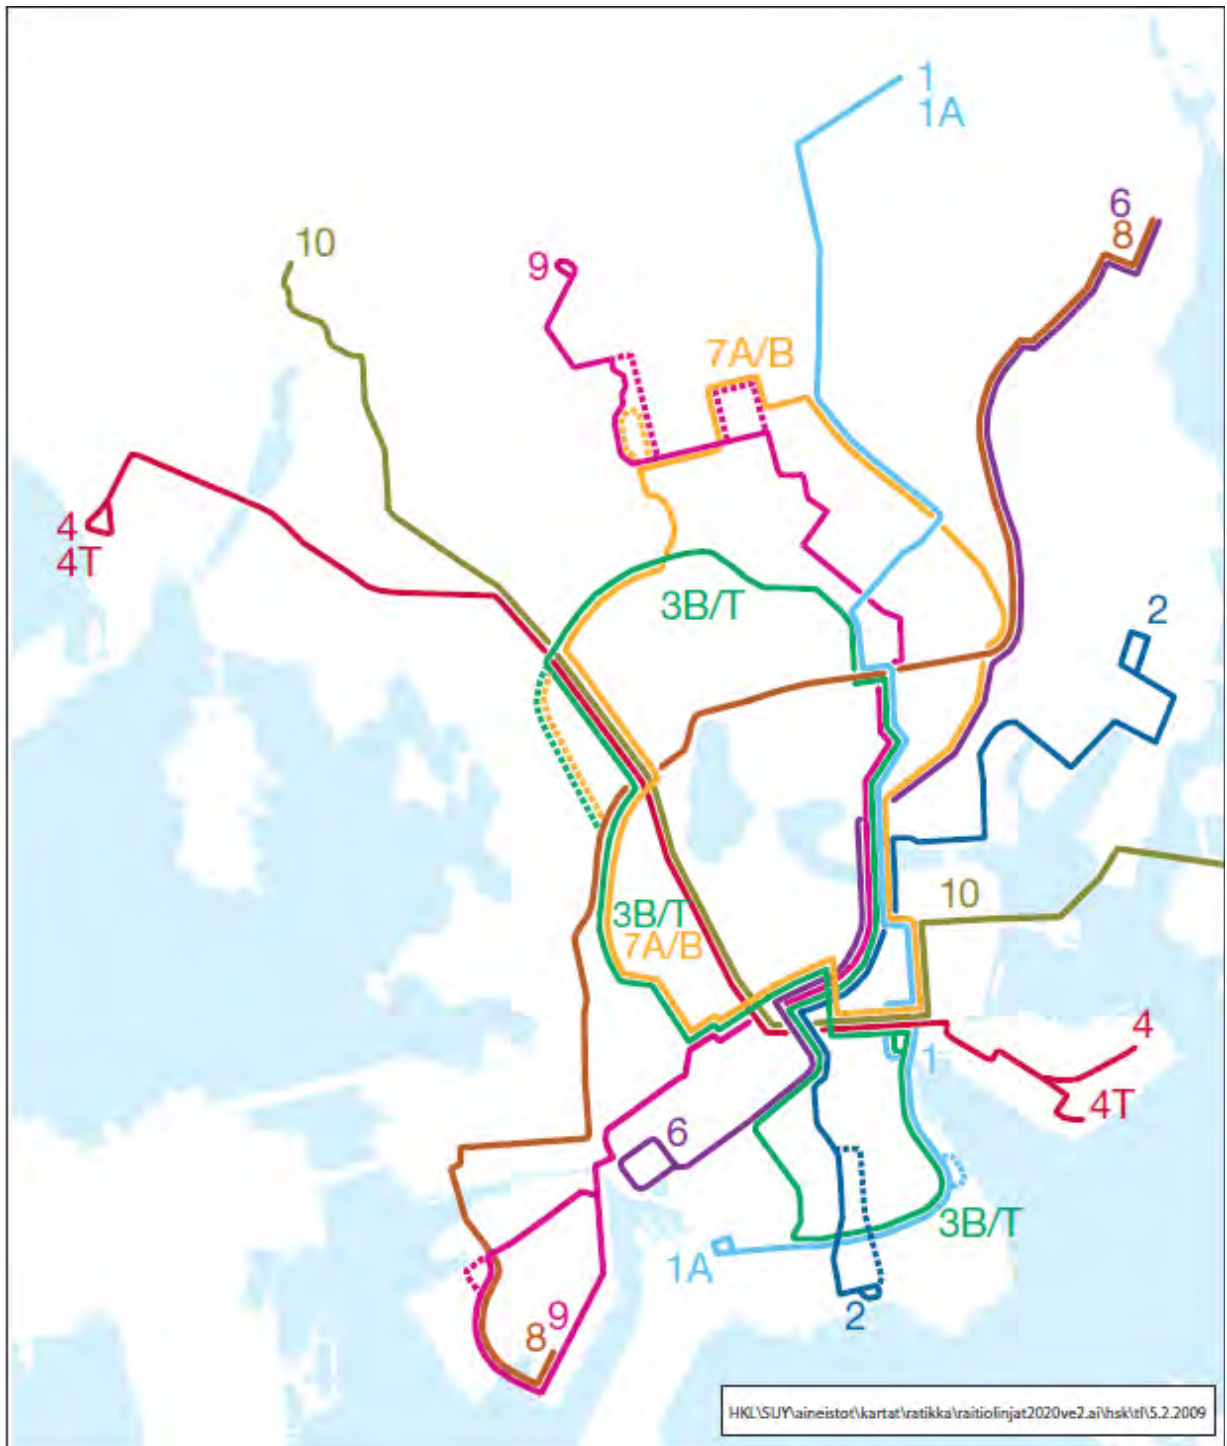 1
1A
6
8
10
9
7A/B
4
4T
3B/T
2
10
3B/T
7A/B
4
1
4T
6
3B/T
1A
9
8
2
HKL\SUY\aineistot\kartat\ratikka\raitiolinjat2020ve2.ai\hsk\tl\5.2.2009